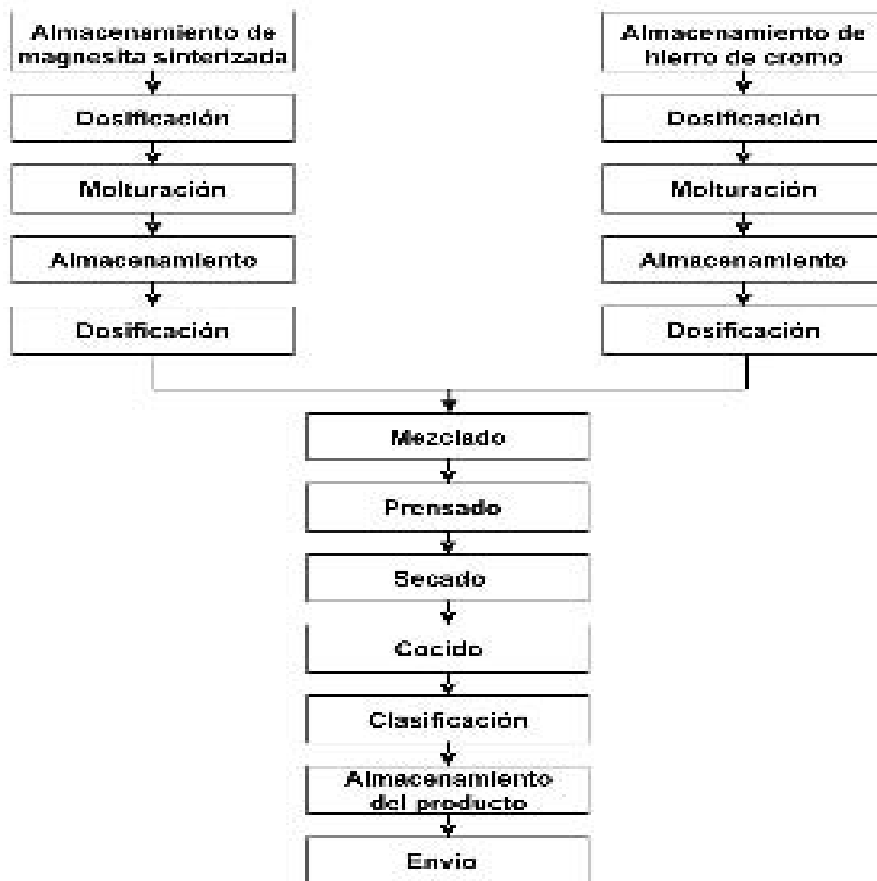 Almacenamiento de
magnesita sinterizada
Dosificación
Molturación
Almacenamiento
Dosificación
Almacenamiento de
hierro de cromo
Dosificación
Molturación
Almacenamiento
Dosificación
Mezclado
Prensado
Secado
Cocido
Clasificación
Almacenamiento
del producto
Envio